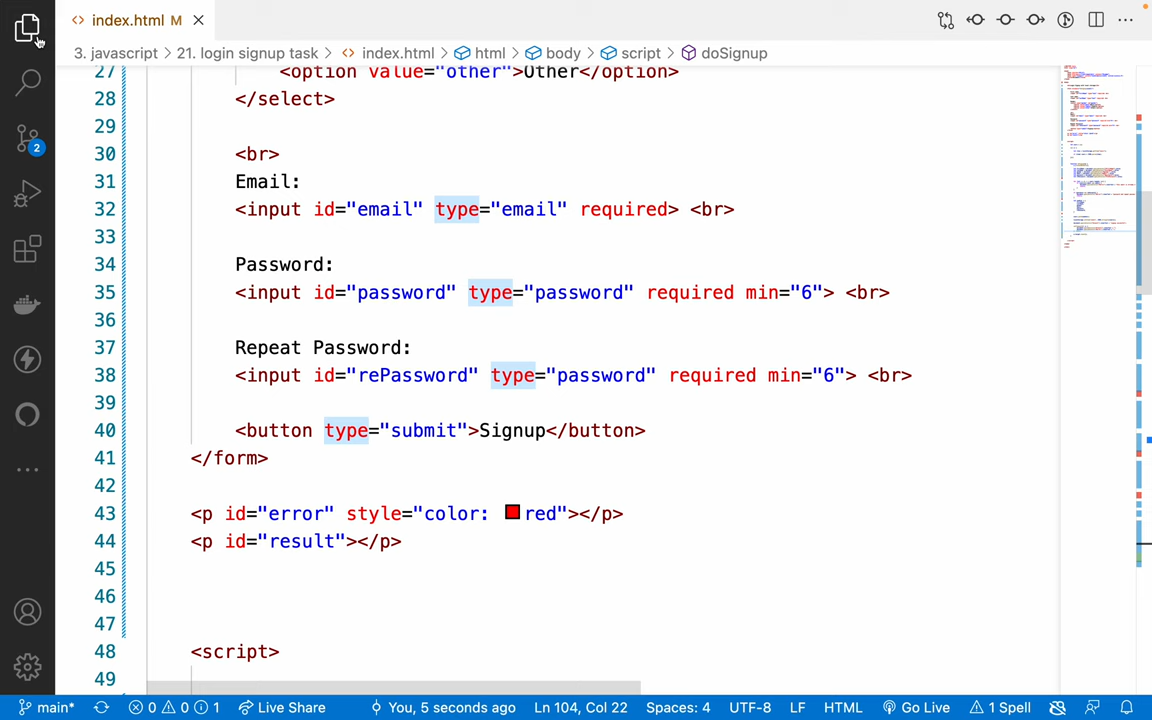 index.html M
3. javascript > 21. login signup task > index.html > html > body > script > doSignup
27 <option value="other">Other</option>
28 </select>
29
30 <br>
31 Email:
32 <input id="email" type="email" required> <br>
33
34 Password:
35 <input id="password" type="password" required min="6"> <br>
36
37 Repeat Password:
38 <input id="rePassword" type="password" required min="6"> <br>
39
40 <button type="submit">Signup</button>
41 </form>
42
43 <p id="error" style="color: red"></p>
44 <p id="result"></p>
45
46
47
48 <script>
49
2
main* 0 0 1 Live Share You, 5 seconds ago Ln 104, Col 22 Spaces: 4 UTF-8 LF HTML Go Live 1 Spell